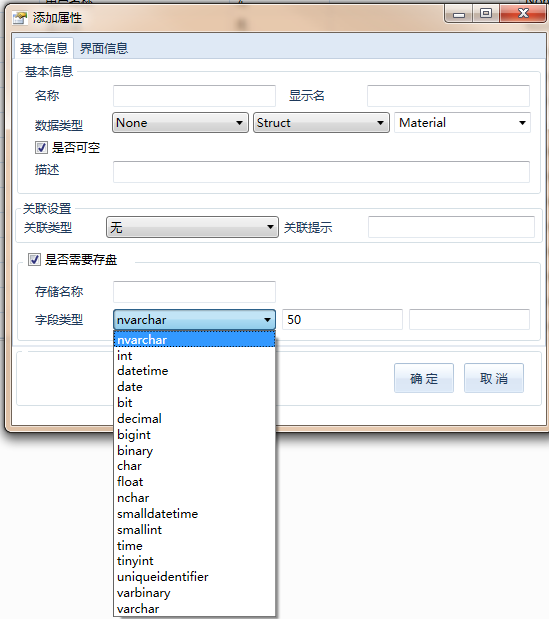 添加属性
基本信息 界面信息
基本信息
名称 显示名
数据类型 None Struct Material
是否可空
描述
关联设置
关联类型 无 关联提示
是否需要存盘
存储名称
字段类型 nvarchar 50
nvarchar
int
datetime
date
bit
decimal
bigint
binary
char
float
nchar
smalldatetime
smallint
time
tinyint
uniqueidentifier
varbinary
varchar
确 定 取 消